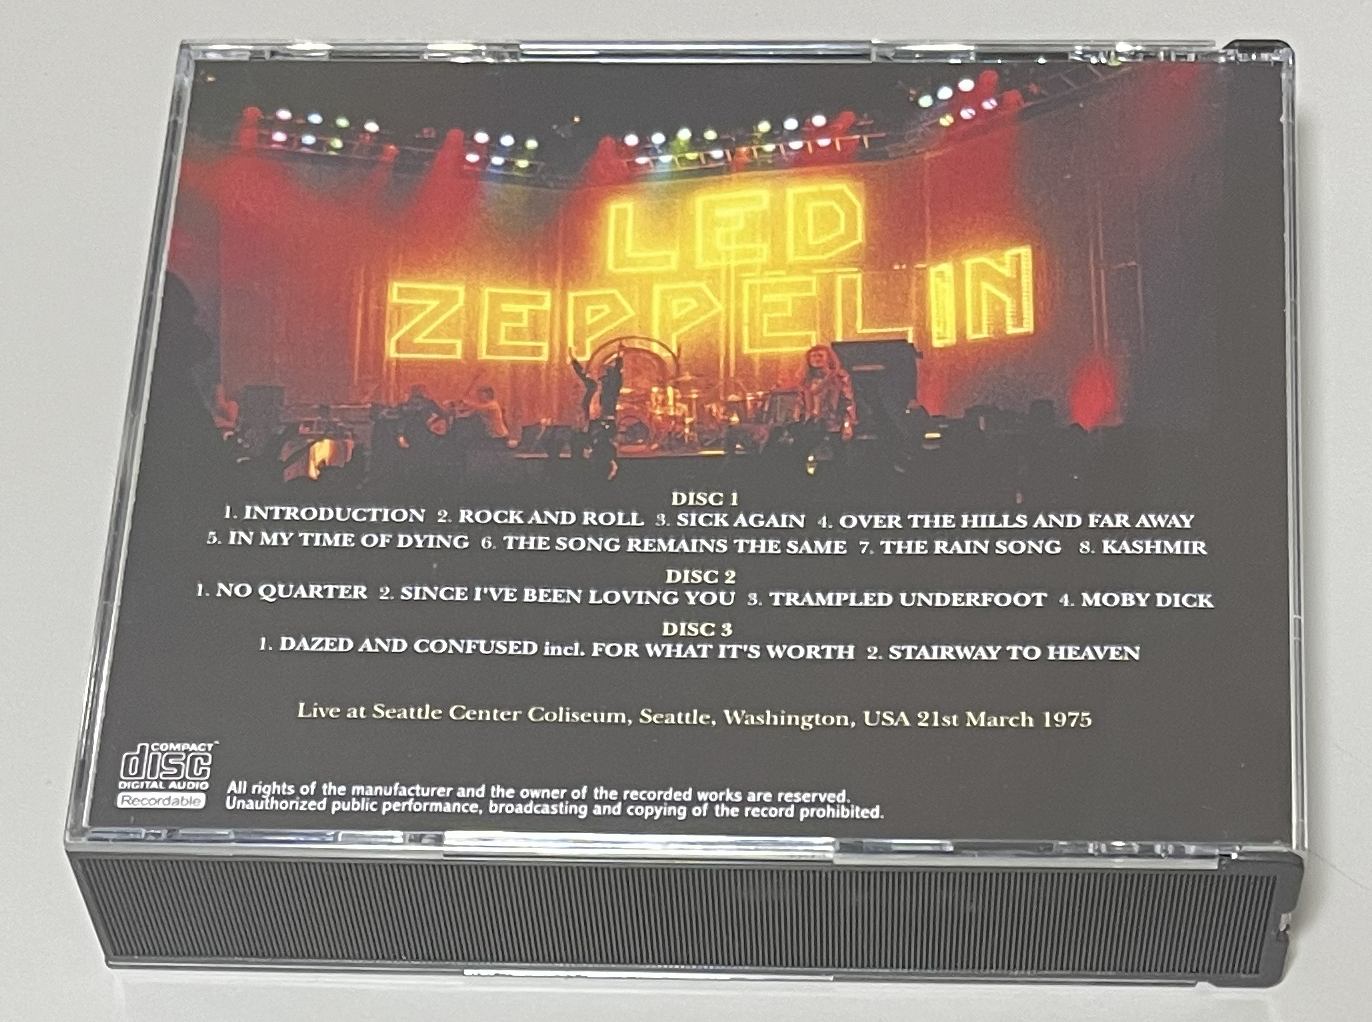 LED
ZEPPELIN
DISC 1
1. INTRODUCTION 2. ROCK AND ROLL 3. SICK AGAIN 4. OVER THE HILLS AND FAR AWAY
5. IN MY TIME OF DYING 6. THE SONG REMAINS THE SAME 7. THE RAIN SONG 8. KASHMIR
DISC 2
1. NO QUARTER 2. SINCE I'VE BEEN LOVING YOU 3. TRAMPLED UNDERFOOT 4. MOBY DICK
DISC 3
1. DAZED AND CONFUSED incl. FOR WHAT IT'S WORTH 2. STAIRWAY TO HEAVEN
Live at Seattle Center Coliseum, Seattle, Washington, USA 21st March 1975
COMPACT
disc
DIGITAL AUDIO
Recordable
All rights of the manufacturer and the owner of the recorded works are reserved.
Unauthorized public performance, broadcasting and copying of the record prohibited.